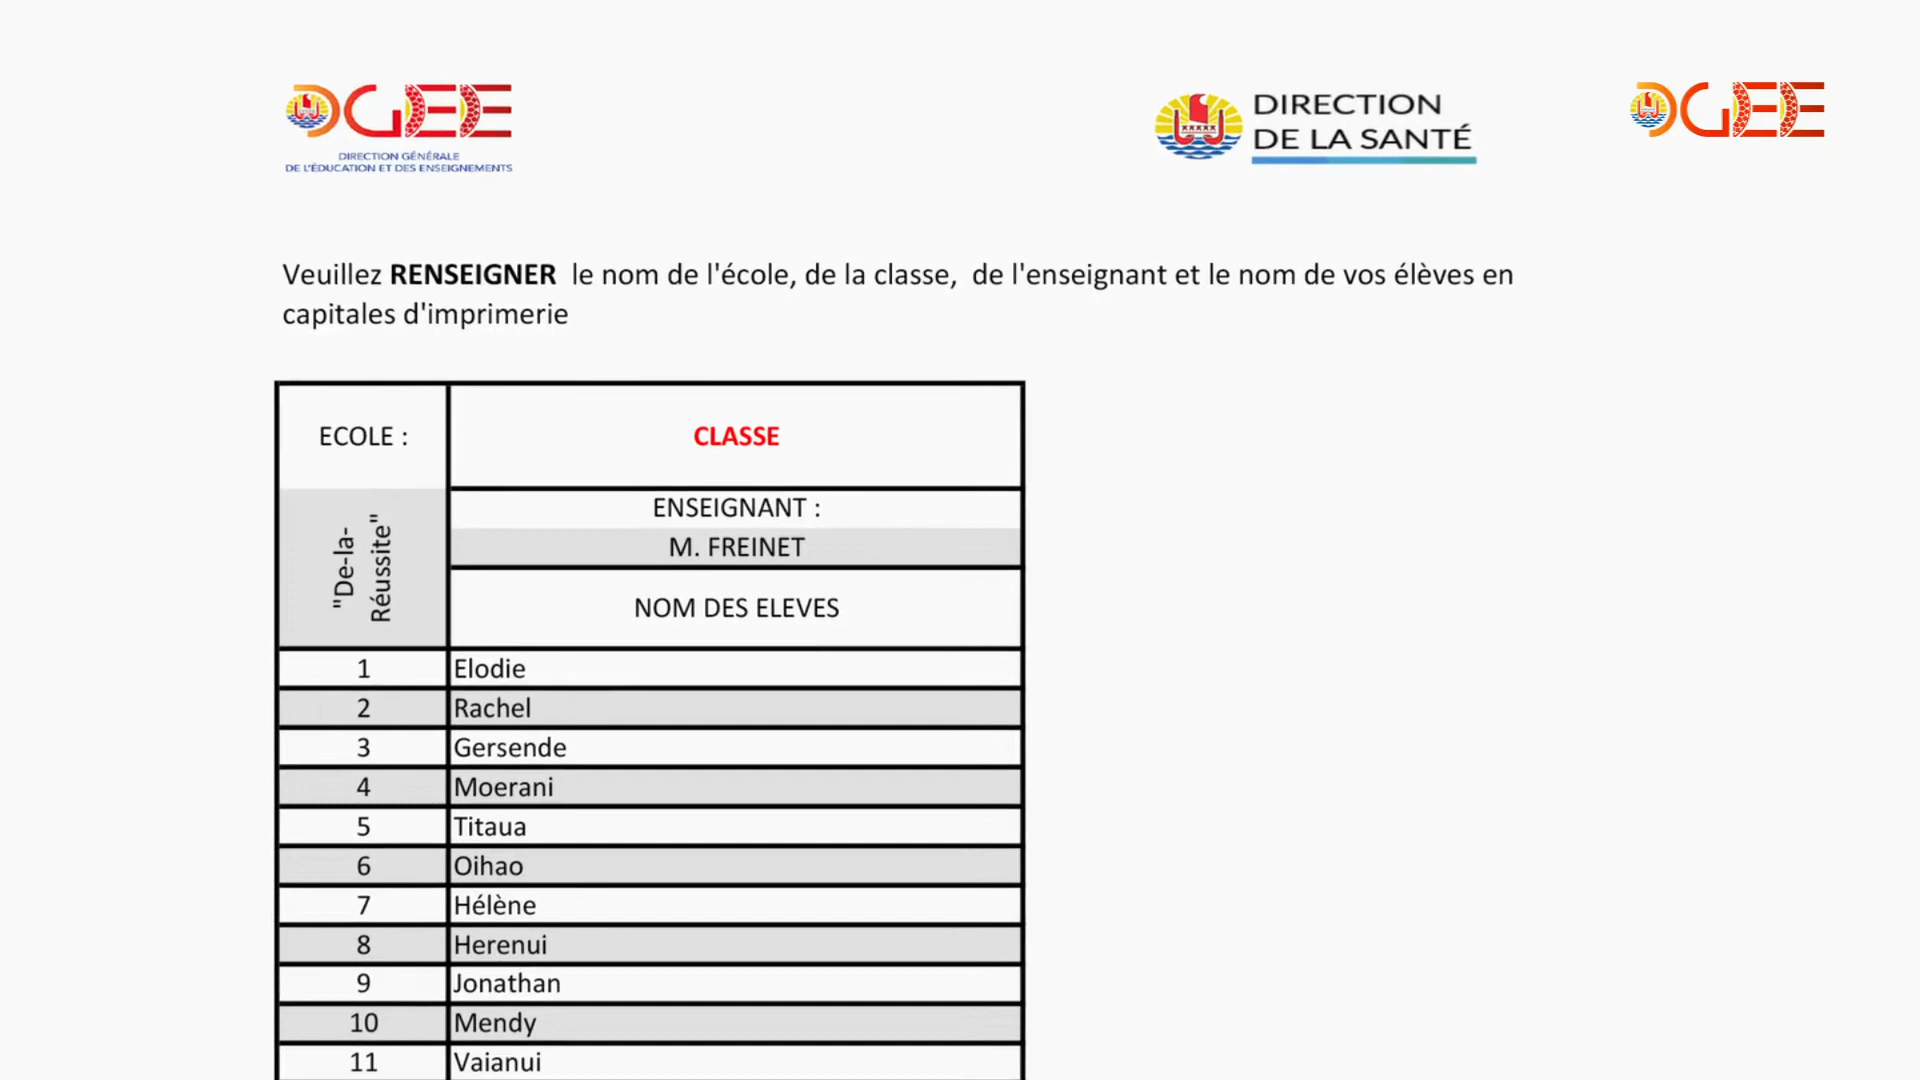 DGEE
DIRECTION GÉNÉRALE
DE L'ÉDUCATION ET DES ENSEIGNEMENTS
DIRECTION
DE LA SANTÉ
DGEE
Veuillez RENSEIGNER le nom de l'école, de la classe, de l'enseignant et le nom de vos élèves en
capitales d'imprimerie
ECOLE :
CLASSE
"De-la-
Réussite"
ENSEIGNANT :
M. FREINET
NOM DES ELEVES
1 Elodie
2 Rachel
3 Gersende
4 Moerani
5 Titaua
6 Oihao
7 Hélène
8 Herenui
9 Jonathan
10 Mendy
11 Vaianui